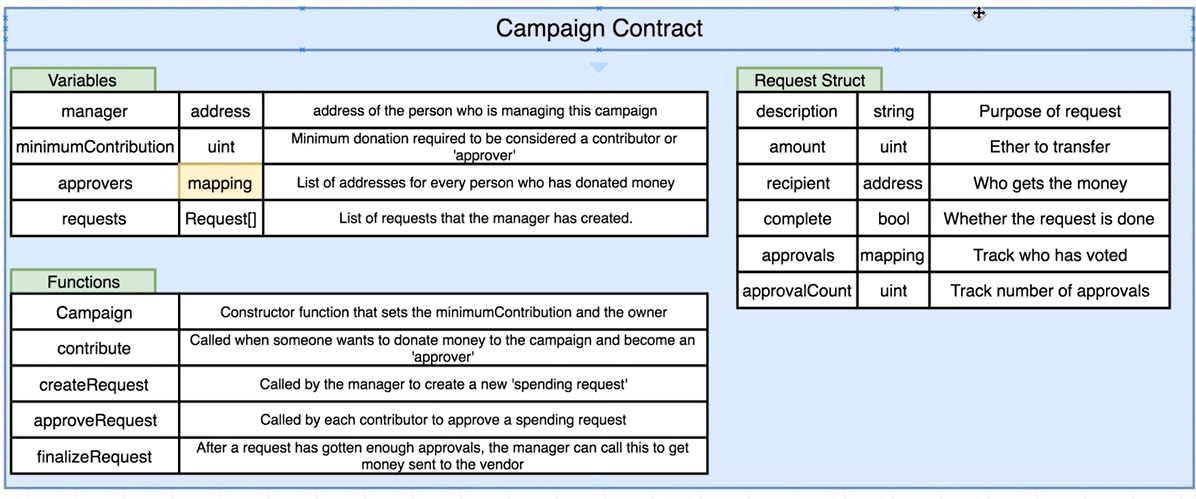 Campaign Contract
Variables
manager address address of the person who is managing this campaign
minimumContribution uint Minimum donation required to be considered a contributor or
'approver'
approvers mapping List of addresses for every person who has donated money
requests Request[] List of requests that the manager has created.
Functions
Campaign Constructor function that sets the minimumContribution and the owner
contribute Called when someone wants to donate money to the campaign and become an
'approver'
createRequest Called by the manager to create a new 'spending request'
approveRequest Called by each contributor to approve a spending request
finalizeRequest After a request has gotten enough approvals, the manager can call this to get
money sent to the vendor
Request Struct
description string Purpose of request
amount uint Ether to transfer
recipient address Who gets the money
complete bool Whether the request is done
approvals mapping Track who has voted
approvalCount uint Track number of approvals